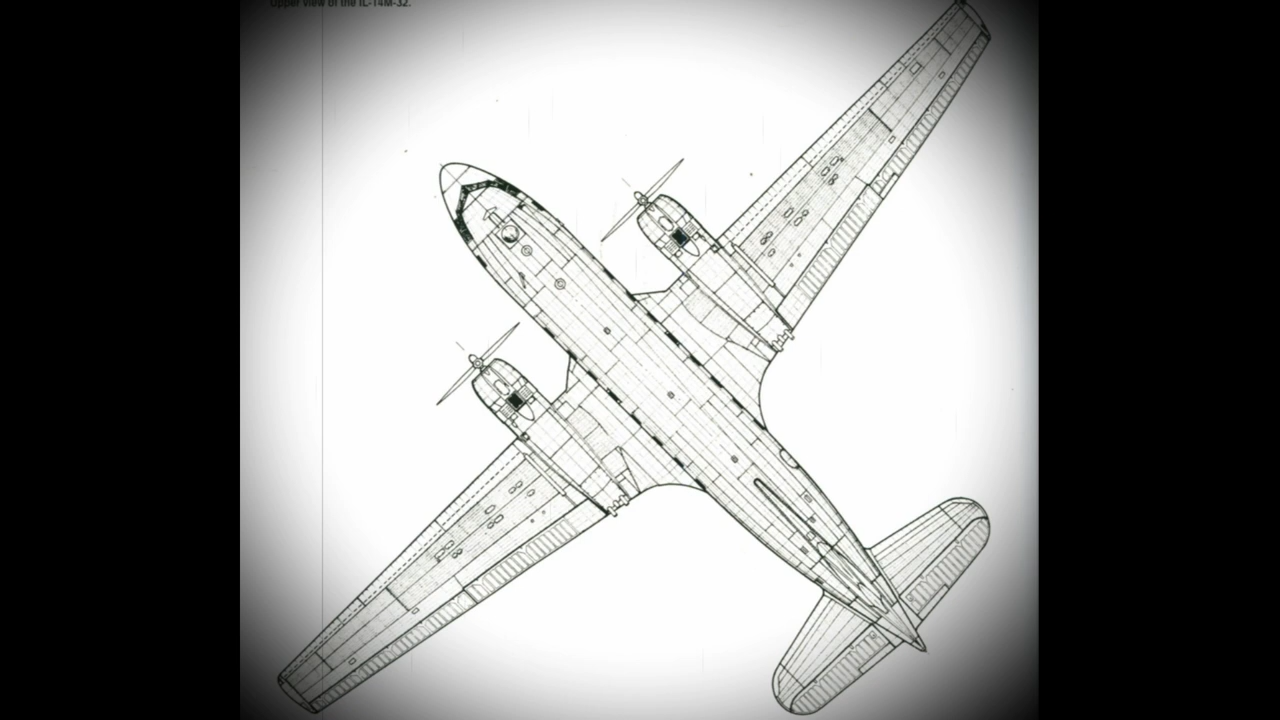 Upper view of the IL-14M-32.